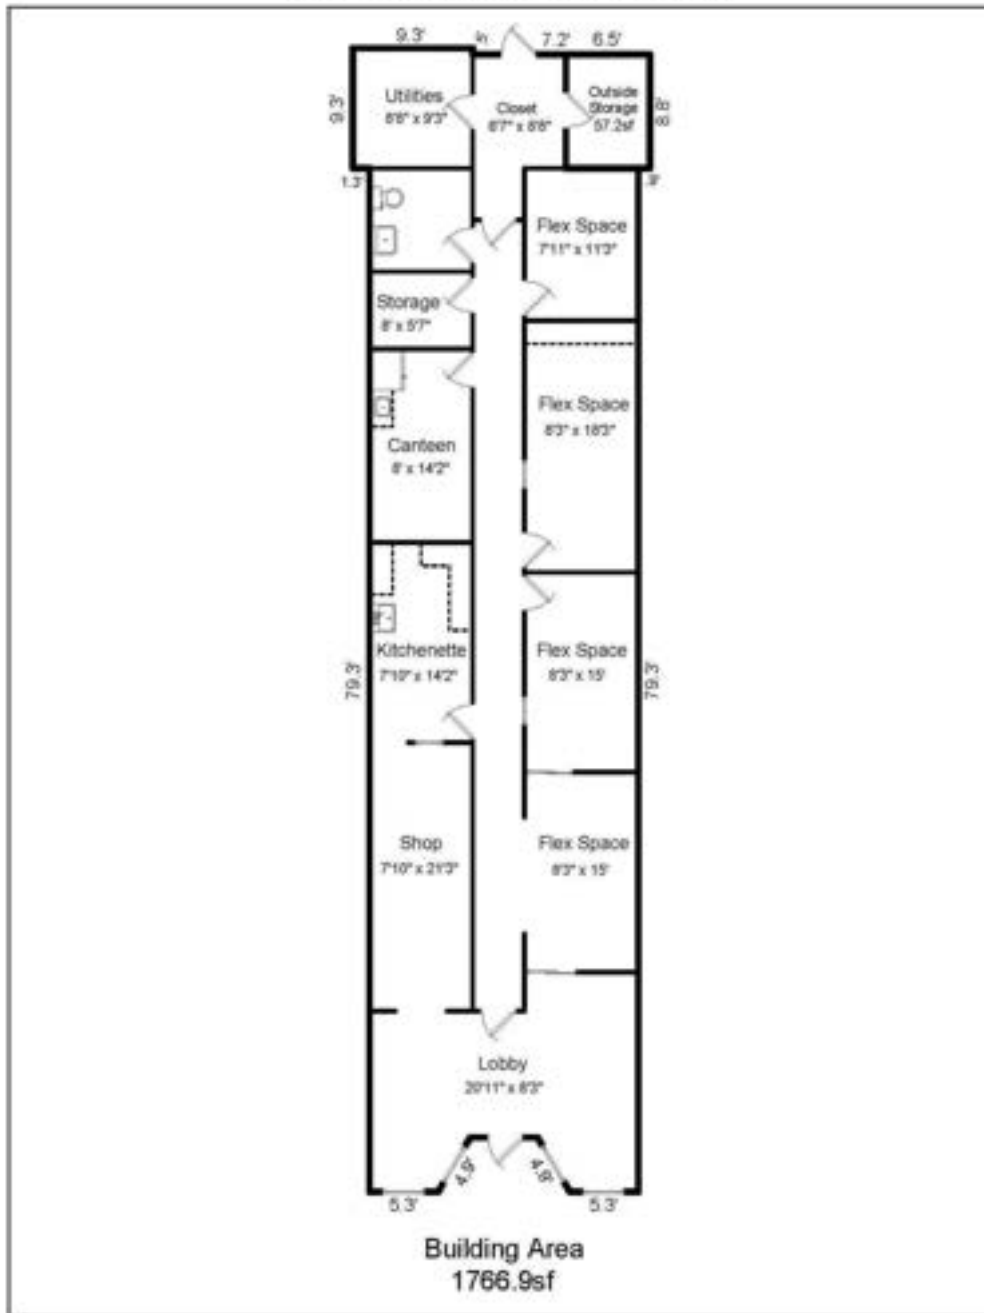 9.3'
5'
7.2'
6.5'
9.3'
Utilities
8'8" x 9'3"
Closet
6'7" x 8'8"
Outside
Storage
57.2sf
8.8'
1.3'
.9'
Flex Space
7'11" x 11'3"
Storage
8' x 5'7"
Flex Space
8'3" x 18'3"
Canteen
8' x 14'2"
Kitchenette
7'10" x 14'2"
Flex Space
8'3" x 15'
79.3'
79.3'
Shop
7'10" x 21'3"
Flex Space
8'3" x 15'
Lobby
20'11" x 8'3"
4.9'
4.9'
5.3'
5.3'
Building Area
1766.9sf